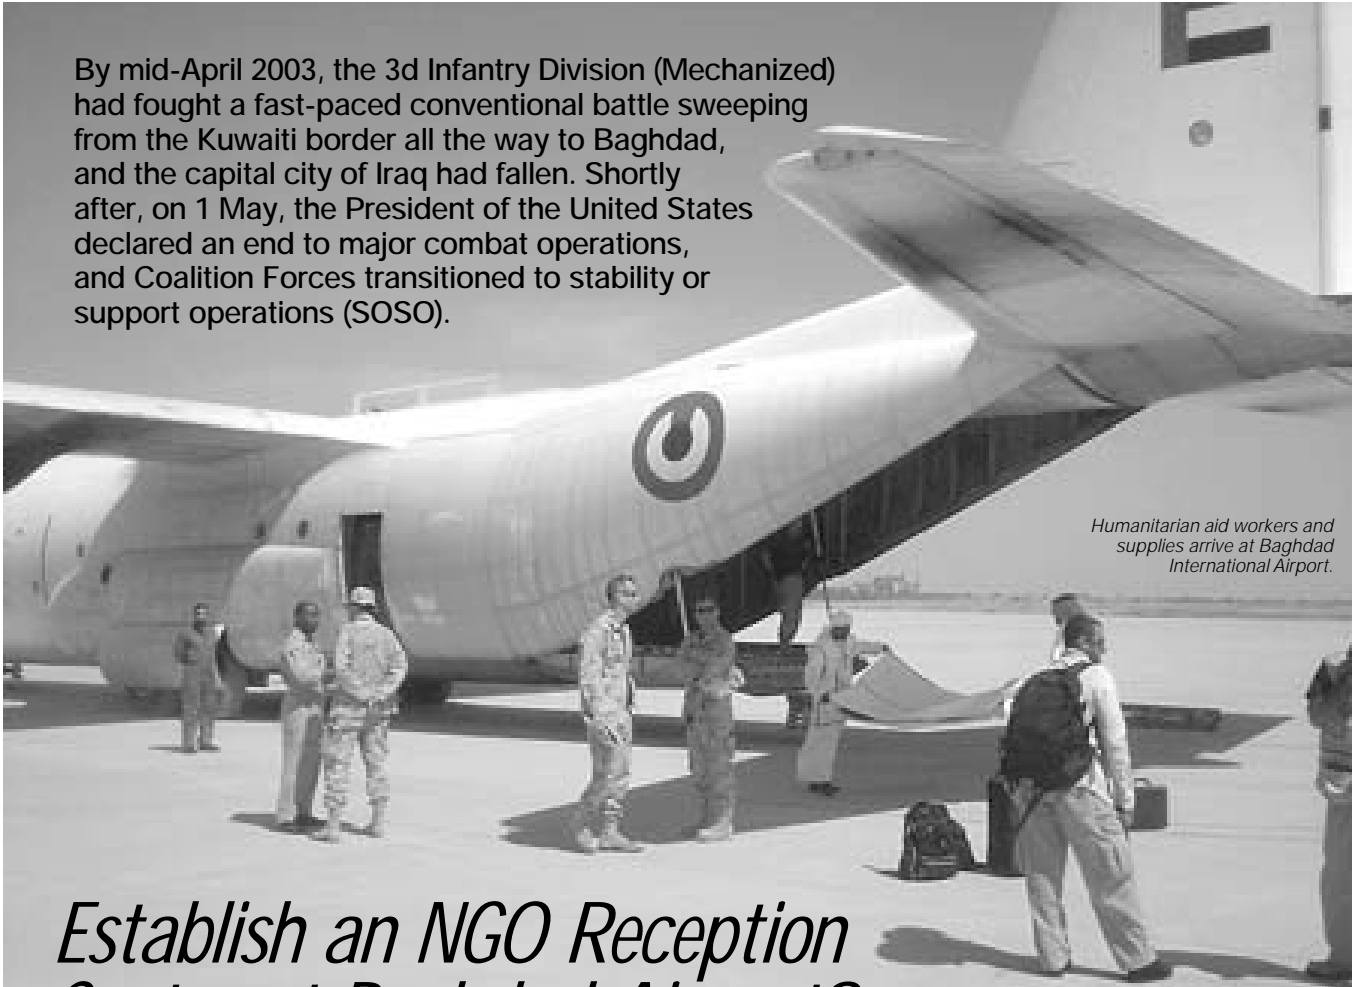 By mid-April 2003, the 3d Infantry Division (Mechanized)
had fought a fast-paced conventional battle sweeping
from the Kuwaiti border all the way to Baghdad,
and the capital city of Iraq had fallen. Shortly
after, on 1 May, the President of the United States
declared an end to major combat operations,
and Coalition Forces transitioned to stability or
support operations (SOSO).
Humanitarian aid workers and
supplies arrive at Baghdad
International Airport.
Establish an NGO Reception